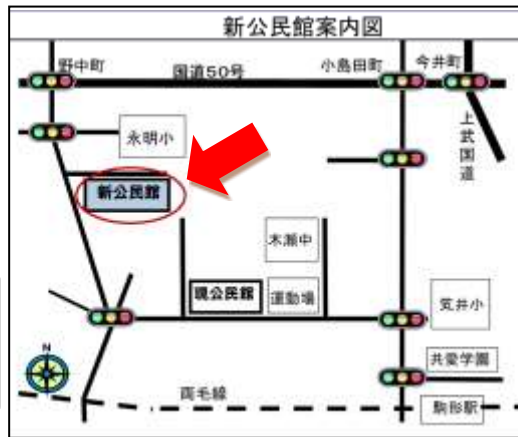 新公民館案内図
野中町
国道50号
小島田町
今井町
上武国道
永明小
新公民館
木瀬中
現公民館
運動場
笂井小
共愛学園
N
両毛線
駒形駅